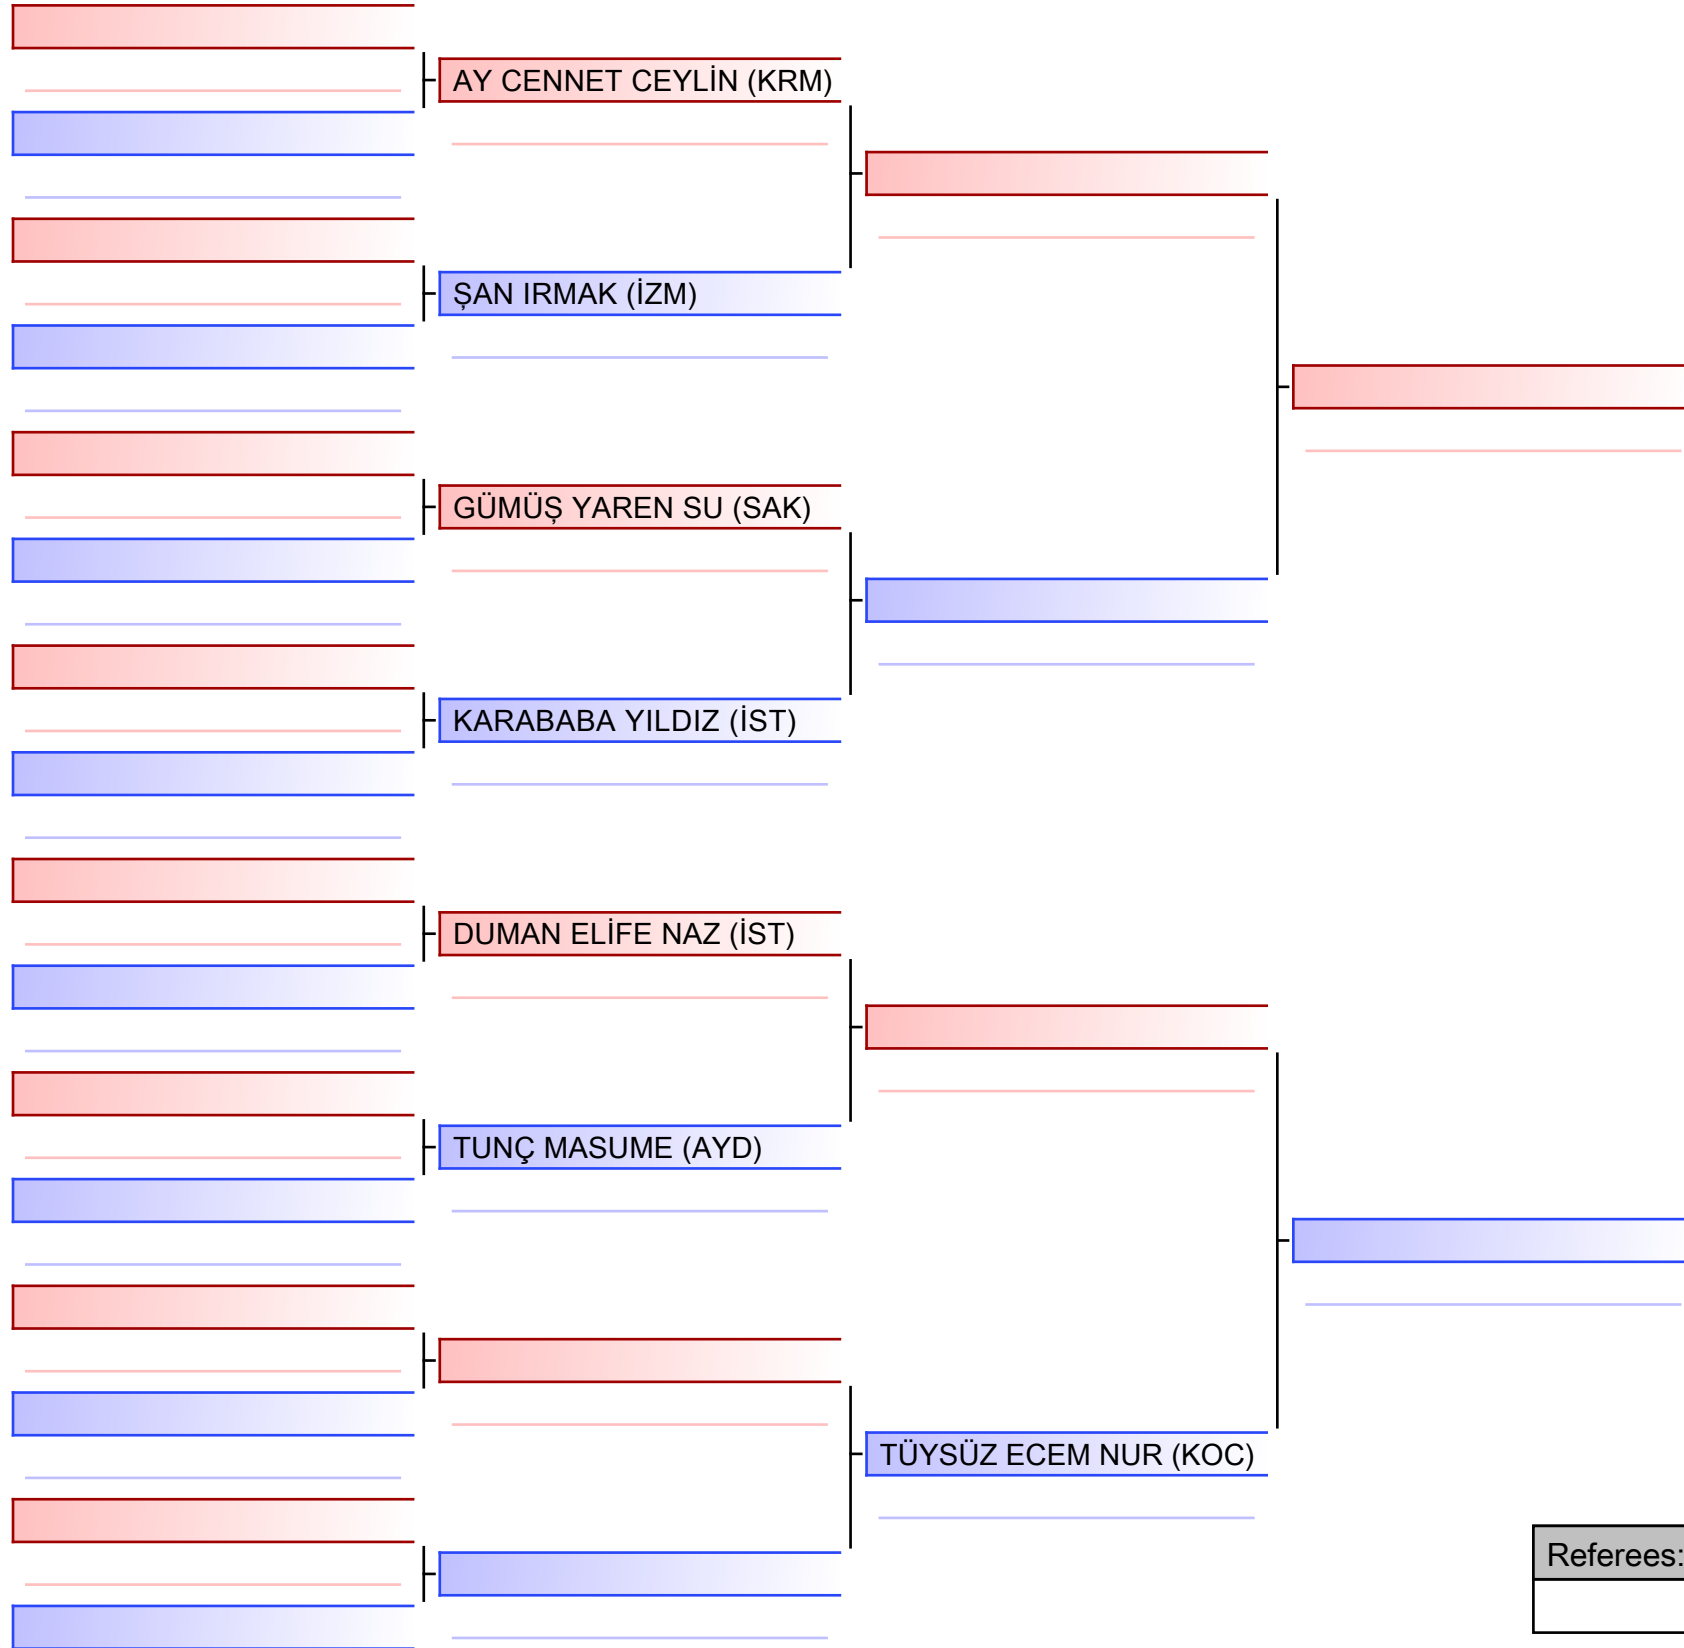 AY CENNET CEYLİN (KRM)
ŞAN IRMAK (İZM)
GÜMÜŞ YAREN SU (SAK)
KARABABA YILDIZ (İST)
DUMAN ELİFE NAZ (İST)
TUNÇ MASUME (AYD)
TÜYSÜZ ECEM NUR (KOC)
Referees: